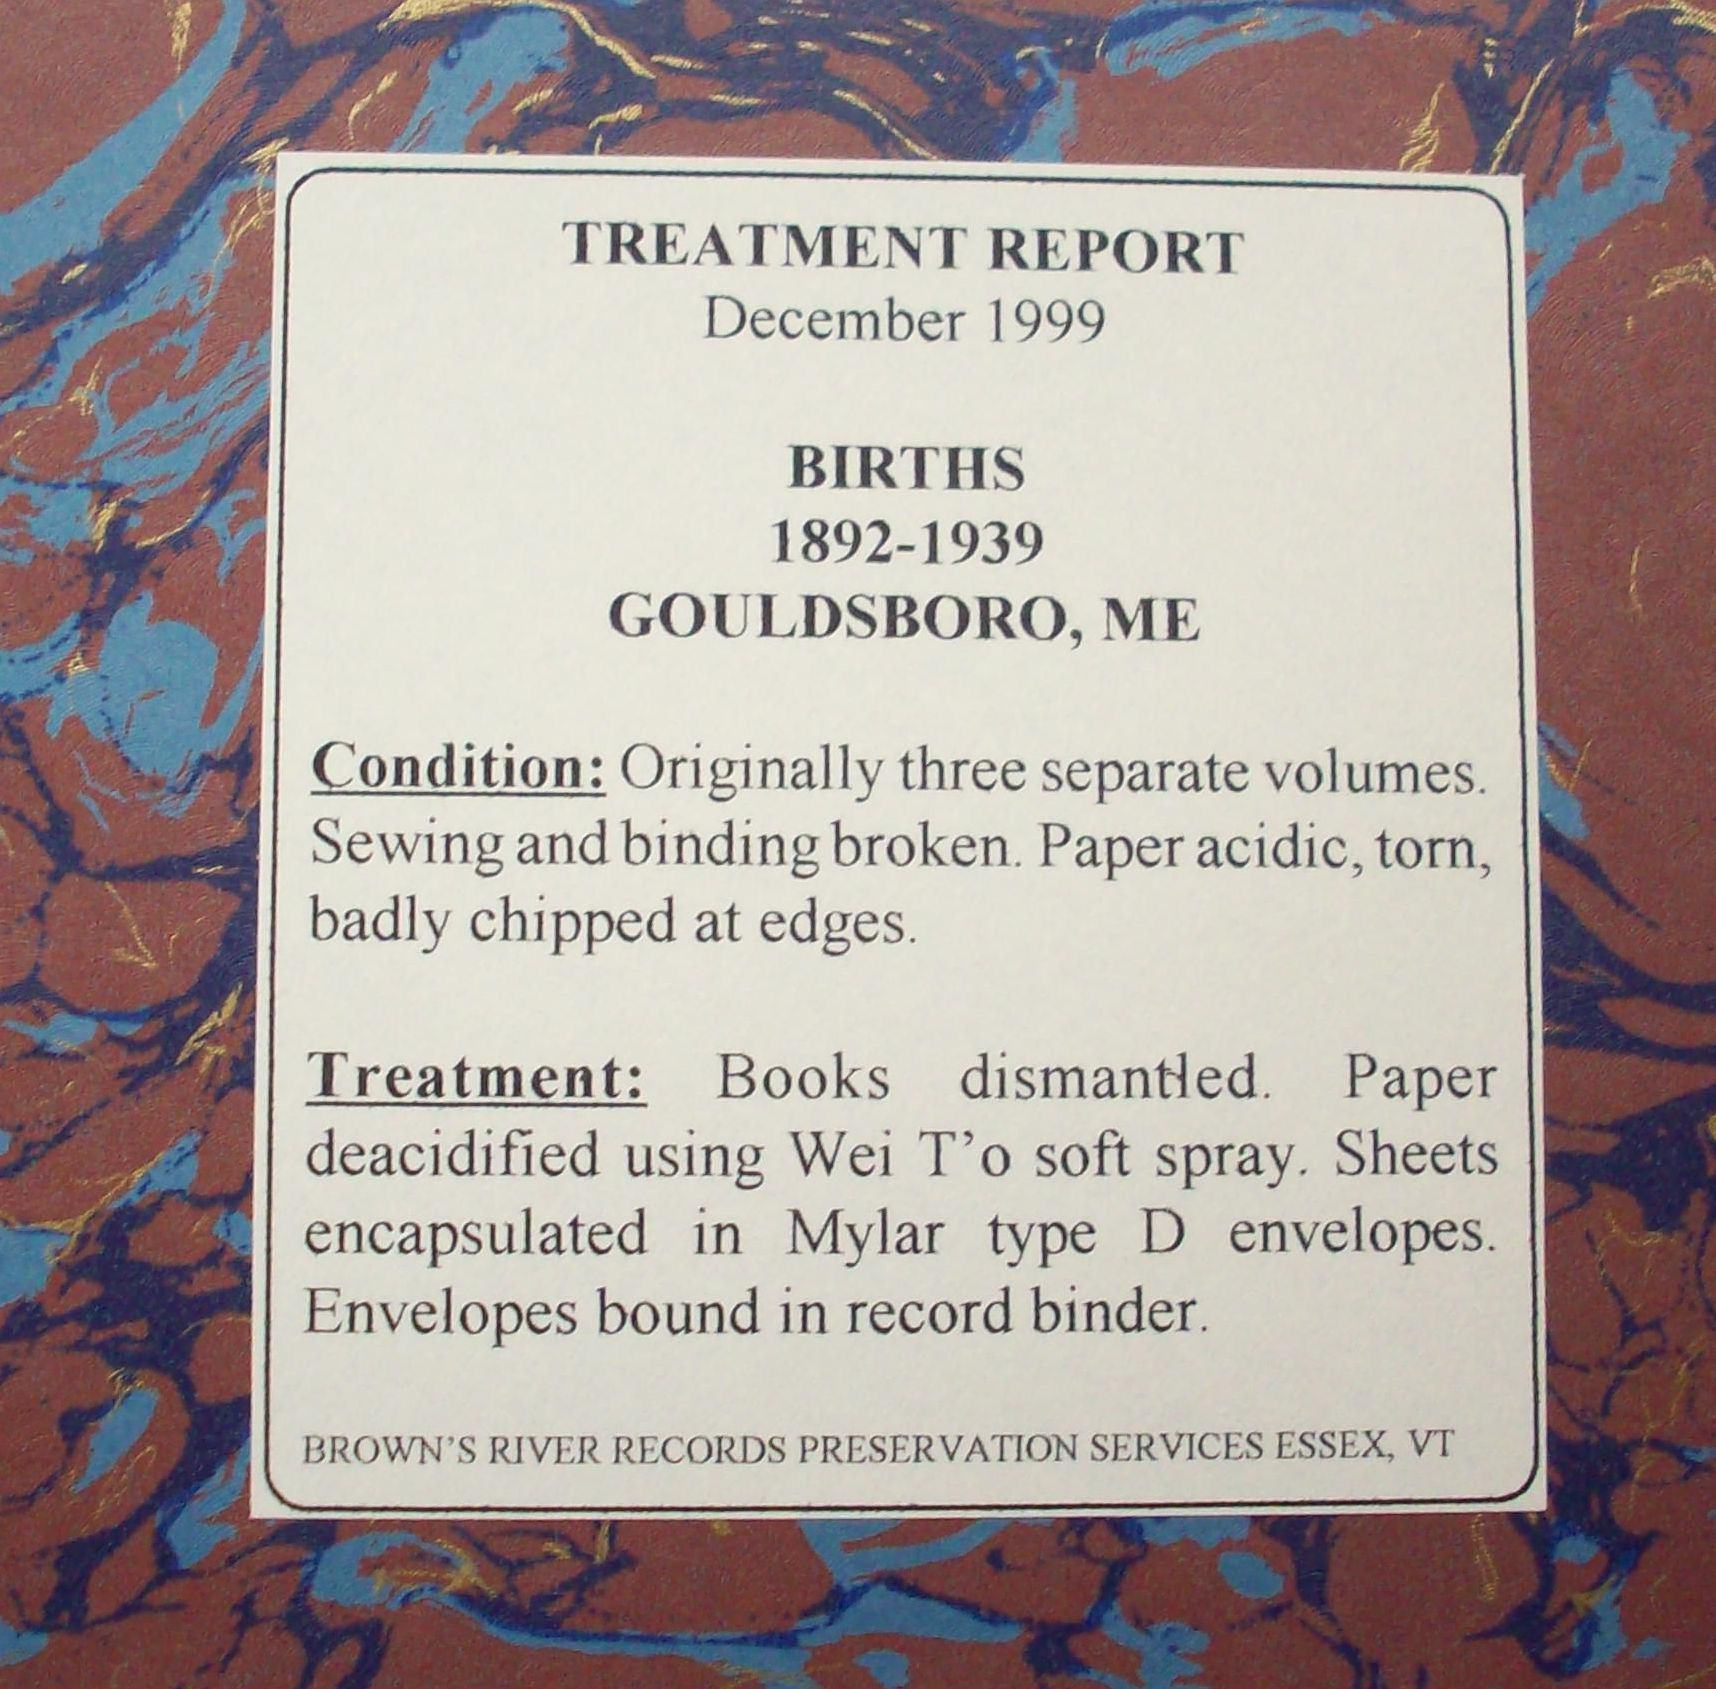 TREATMENT REPORT
December 1999
BIRTHS
1892-1939
GOULDSBORO, ME
Condition: Originally three separate volumes.
Sewing and binding broken. Paper acidic, torn,
badly chipped at edges.
Treatment: Books dismantled. Paper
deacidified using Wei T'o soft spray. Sheets
encapsulated in Mylar type D envelopes.
Envelopes bound in record binder.
BROWN'S RIVER RECORDS PRESERVATION SERVICES ESSEX, VT